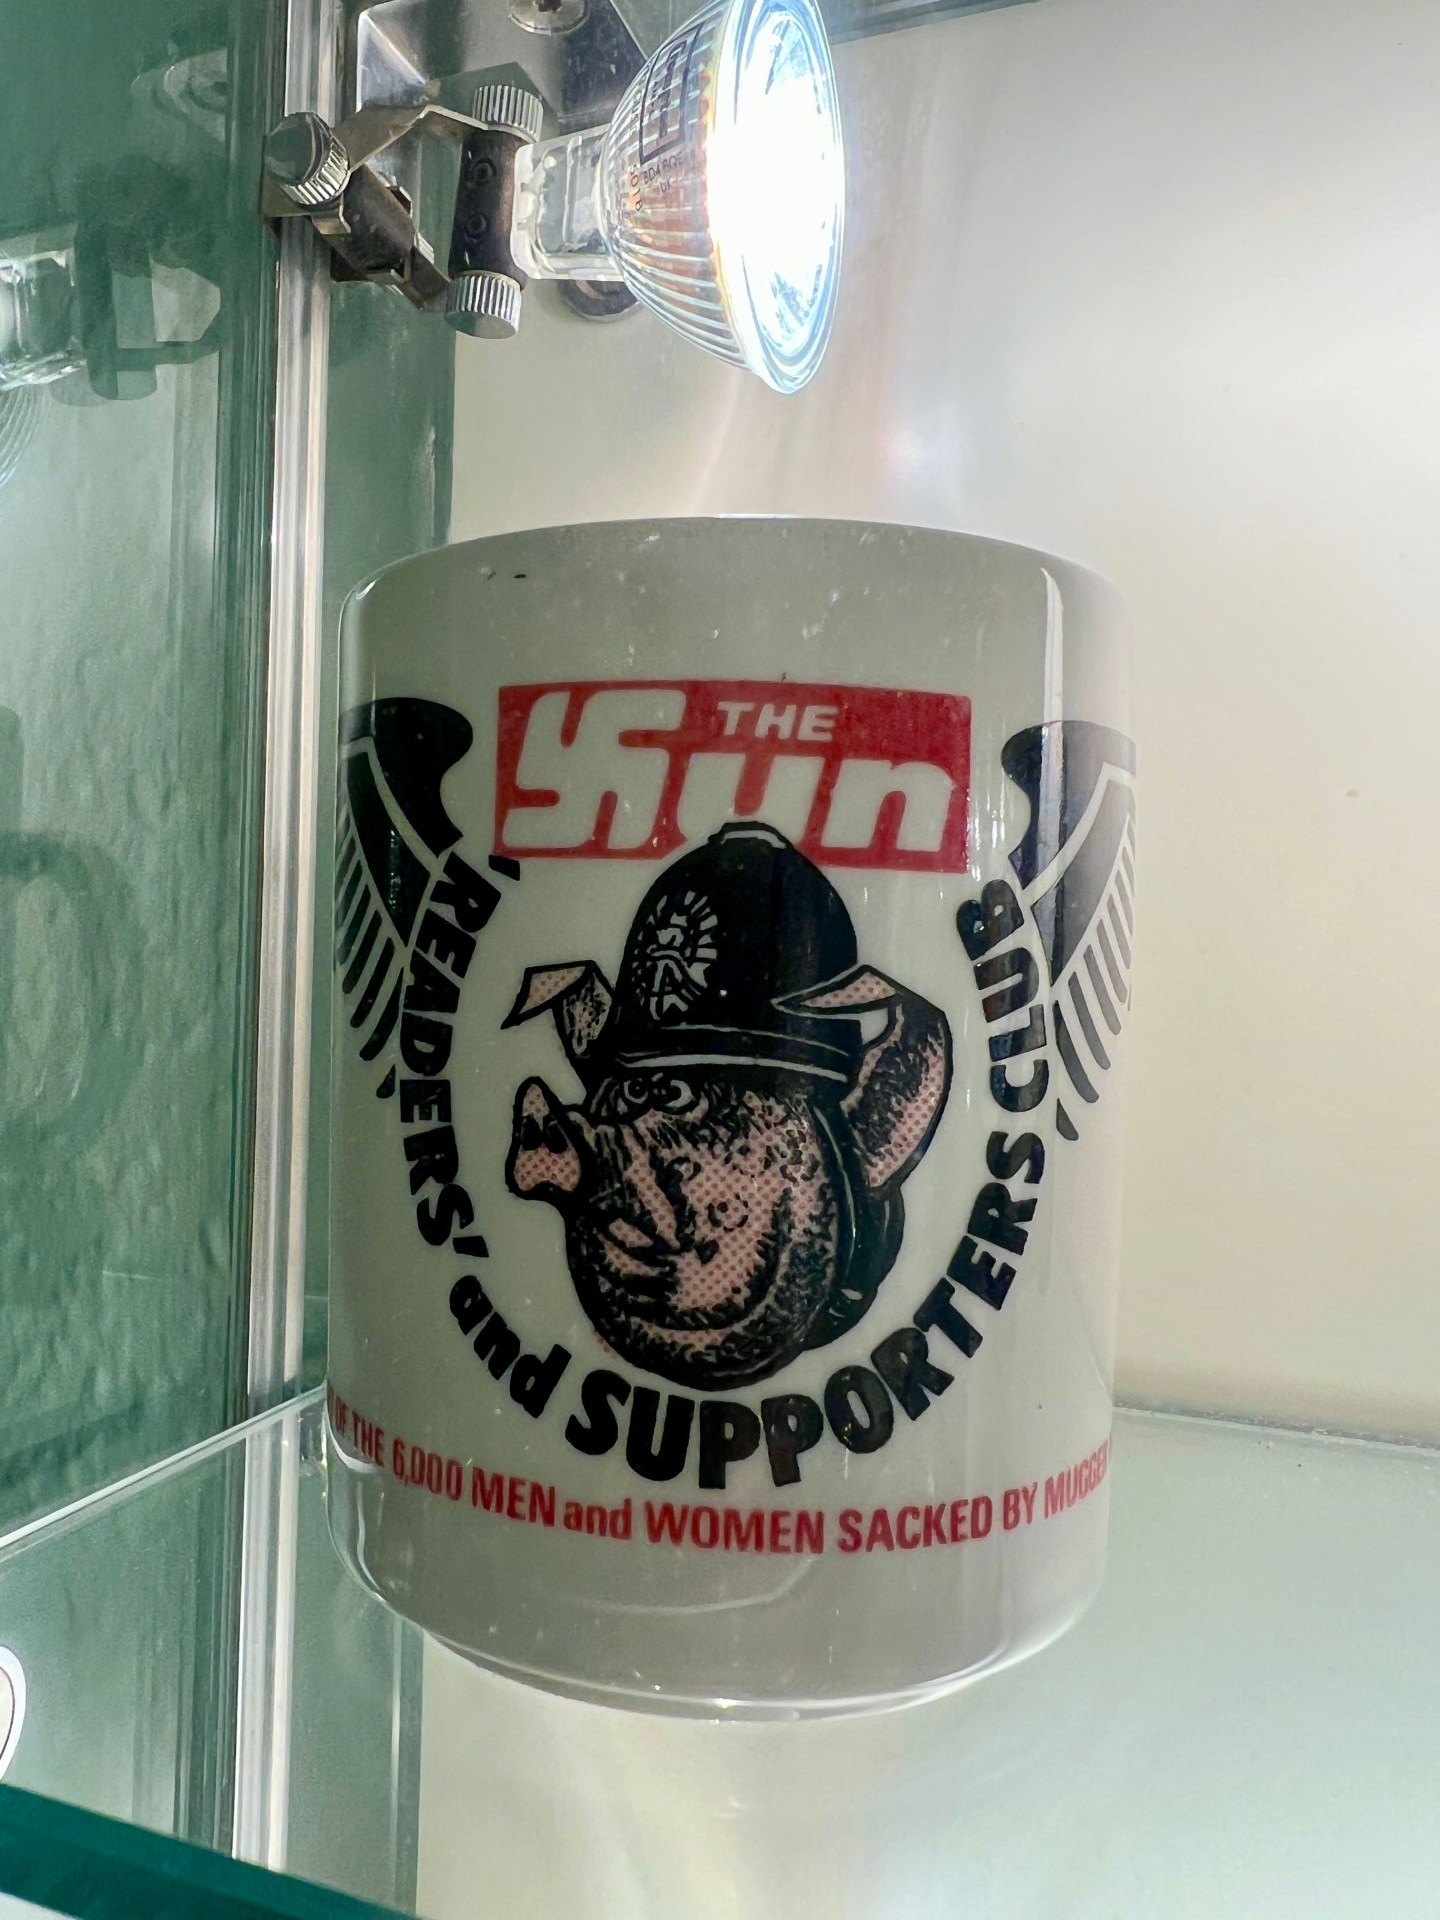 THE
Sun
'READERS' and SUPPORTERS CLUB
OF THE 6,000 MEN and WOMEN SACKED BY